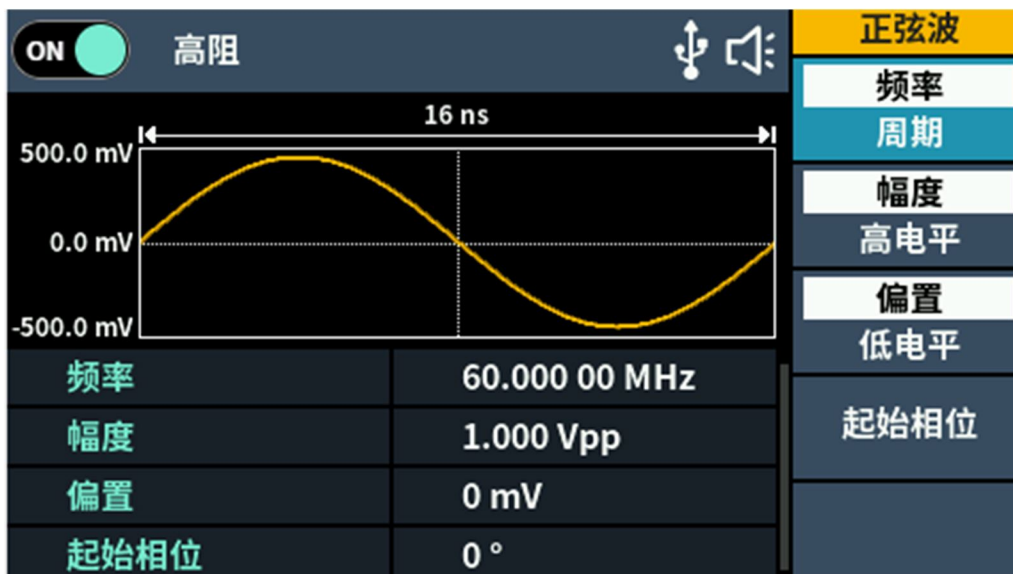 ON 高阻
正弦波
16 ns
500.0 mV
0.0 mV
-500.0 mV
频率 60.000 00 MHz
幅度 1.000 Vpp
偏置 0 mV
起始相位 0 °
频率
周期
幅度
高电平
偏置
低电平
起始相位